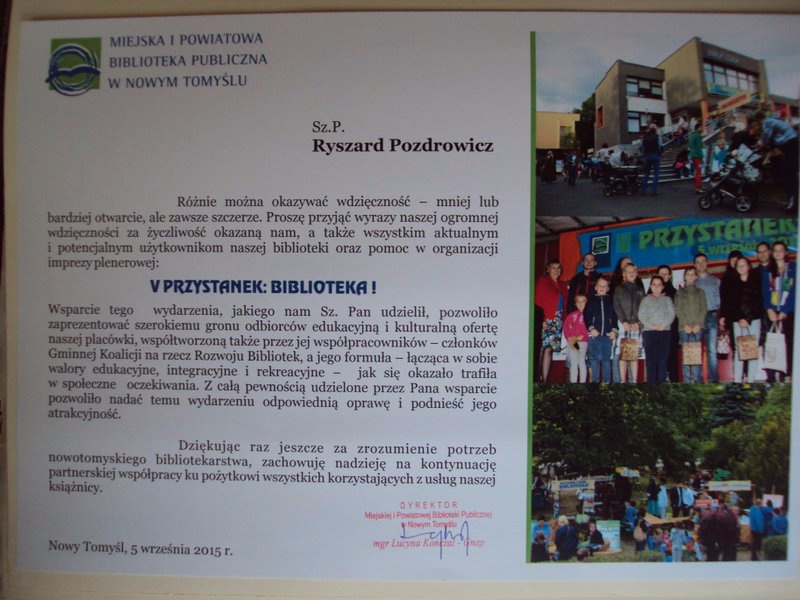 MIEJSKA I POWIATOWA
BIBLIOTEKA PUBLICZNA
W NOWYM TOMYŚLU
Sz.P.
Ryszard Pozdrowicz
Różnie można okazywać wdzięczność – mniej lub
bardziej otwarcie, ale zawsze szczerze. Proszę przyjąć wyrazy naszej ogromnej
wdzięczności za życzliwość okazaną nam, a także wszystkim aktualnym
i potencjalnym użytkownikom naszej biblioteki oraz pomoc w organizacji
imprezy plenerowej:
V PRZYSTANEK: BIBLIOTEKA !
Wsparcie tego wydarzenia, jakiego nam Sz. Pan udzielił, pozwoliło
zaprezentować szerokiemu gronu odbiorców edukacyjną i kulturalną ofertę
naszej placówki, współtworzoną także przez jej współpracowników – członków
Gminnej Koalicji na rzecz Rozwoju Bibliotek, a jego formuła – łącząca w sobie
walory edukacyjne, integracyjne i rekreacyjne – jak się okazało trafiła
w społeczne oczekiwania. Z całą pewnością udzielone przez Pana wsparcie
pozwoliło nadać temu wydarzeniu odpowiednią oprawę i podnieść jego
atrakcyjność.
Dziękując raz jeszcze za zrozumienie potrzeb
nowotomyskiego bibliotekarstwa, zachowuję nadzieję na kontynuację
partnerskiej współpracy ku pożytkowi wszystkich korzystających z usług naszej
książnicy.
DYREKTOR
Miejskiej i Powiatowej Biblioteki Publicznej
w Nowym Tomyślu
mgr Lucyna Kończal - Gnap
Nowy Tomyśl, 5 września 2015 r.
V PRZYSTANEK
5 wrześni